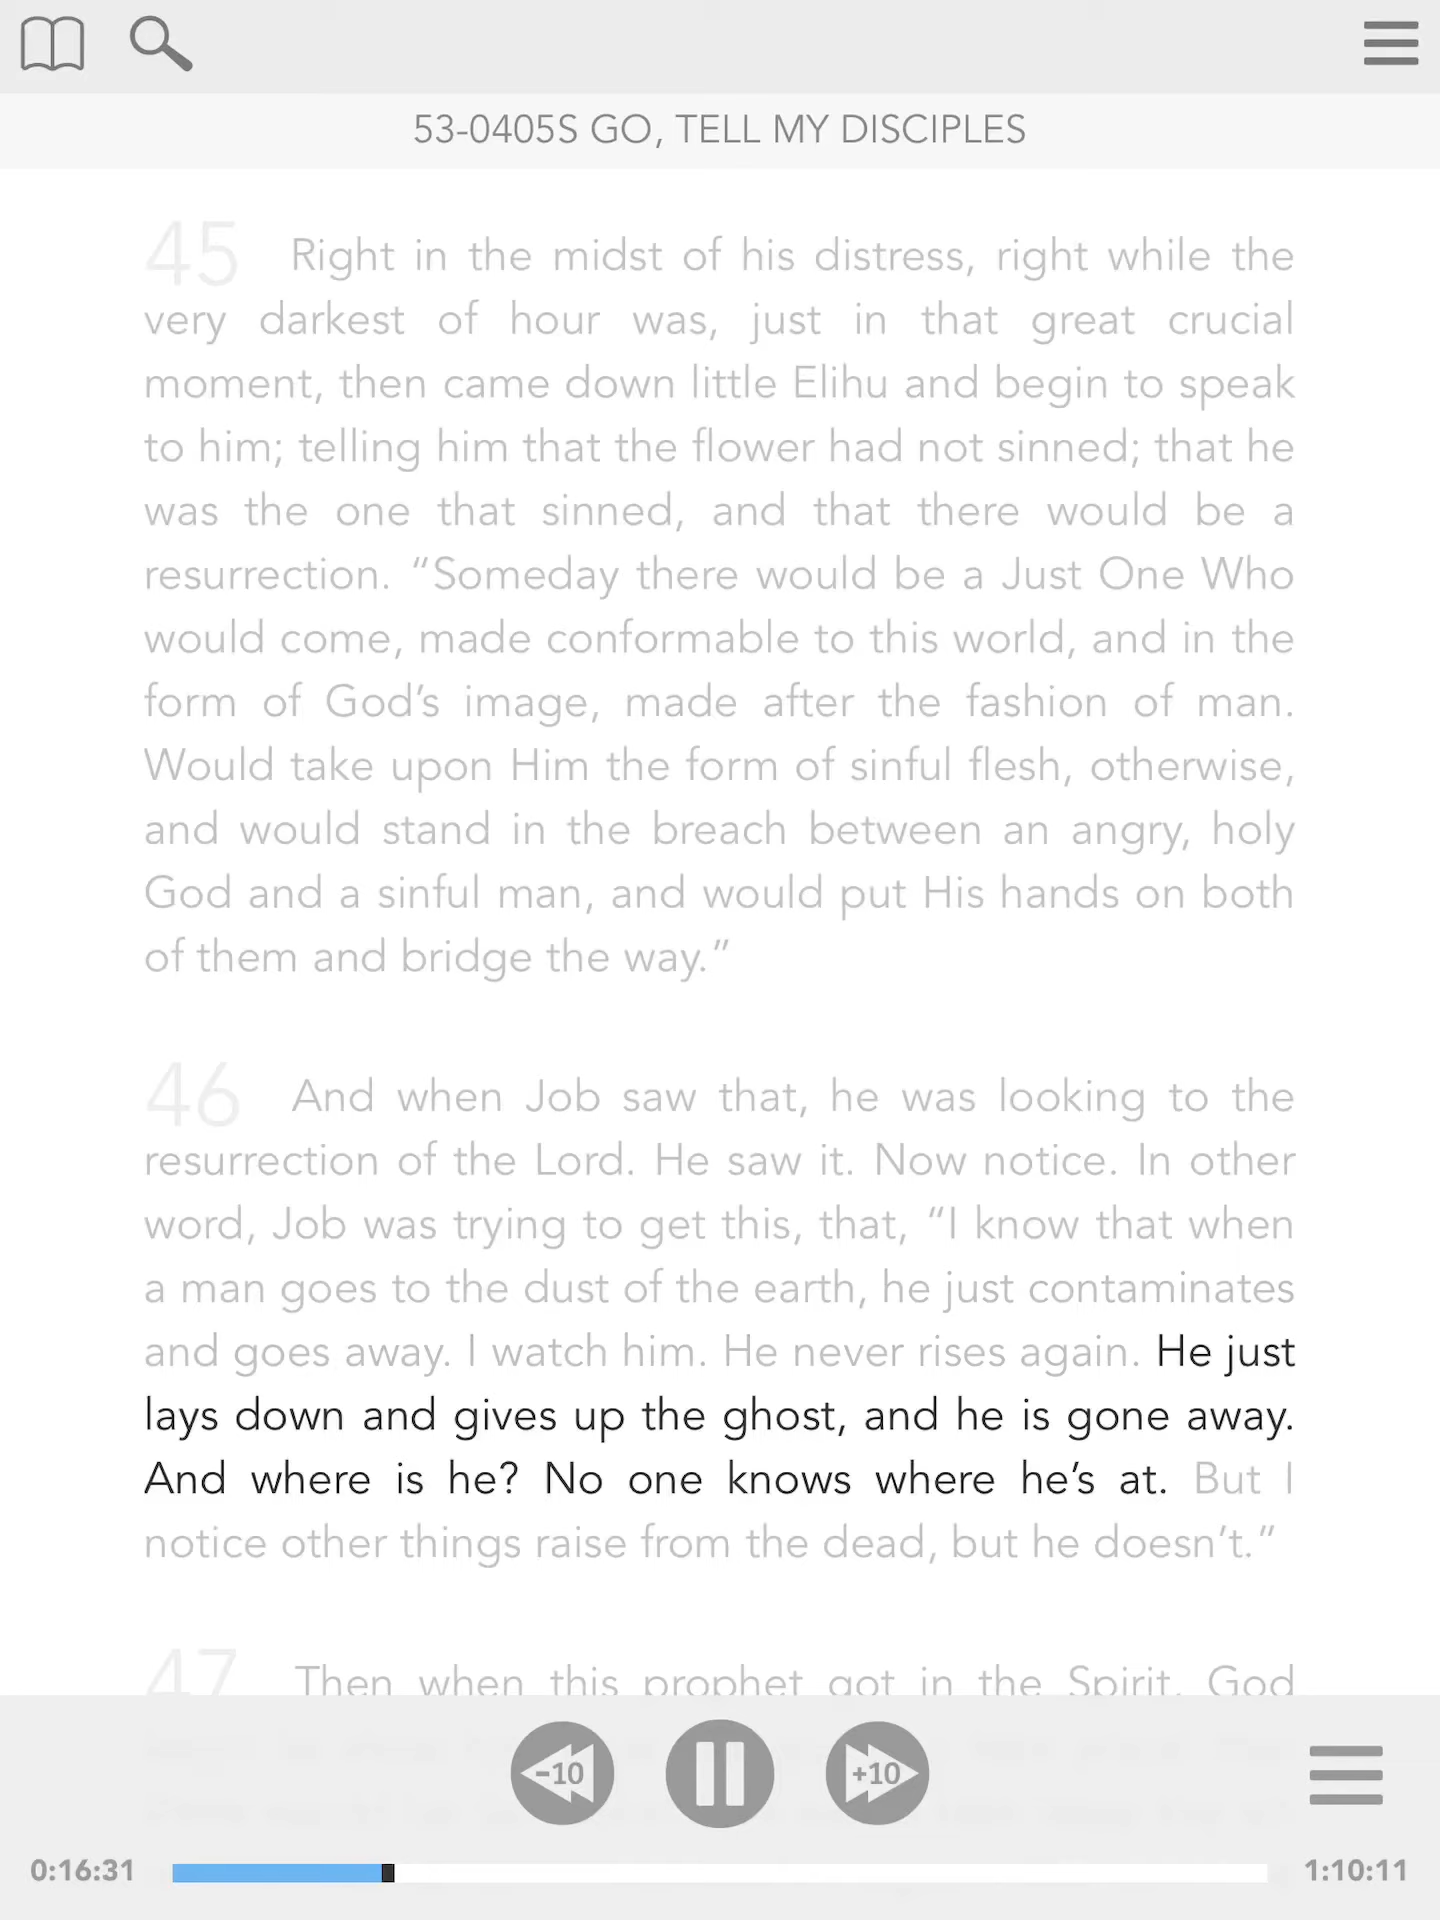 53-0405S GO, TELL MY DISCIPLES
45 Right in the midst of his distress, right while the
very darkest of hour was, just in that great crucial
moment, then came down little Elihu and begin to speak
to him; telling him that the flower had not sinned; that he
was the one that sinned, and that there would be a
resurrection. “Someday there would be a Just One Who
would come, made conformable to this world, and in the
form of God’s image, made after the fashion of man.
Would take upon Him the form of sinful flesh, otherwise,
and would stand in the breach between an angry, holy
God and a sinful man, and would put His hands on both
of them and bridge the way.”
46 And when Job saw that, he was looking to the
resurrection of the Lord. He saw it. Now notice. In other
word, Job was trying to get this, that, “I know that when
a man goes to the dust of the earth, he just contaminates
and goes away. I watch him. He never rises again. He just
lays down and gives up the ghost, and he is gone away.
And where is he? No one knows where he’s at. But I
notice other things raise from the dead, but he doesn’t.”
47 Then when this prophet got in the Spirit, God
-10 +10
0:16:31 1:10:11